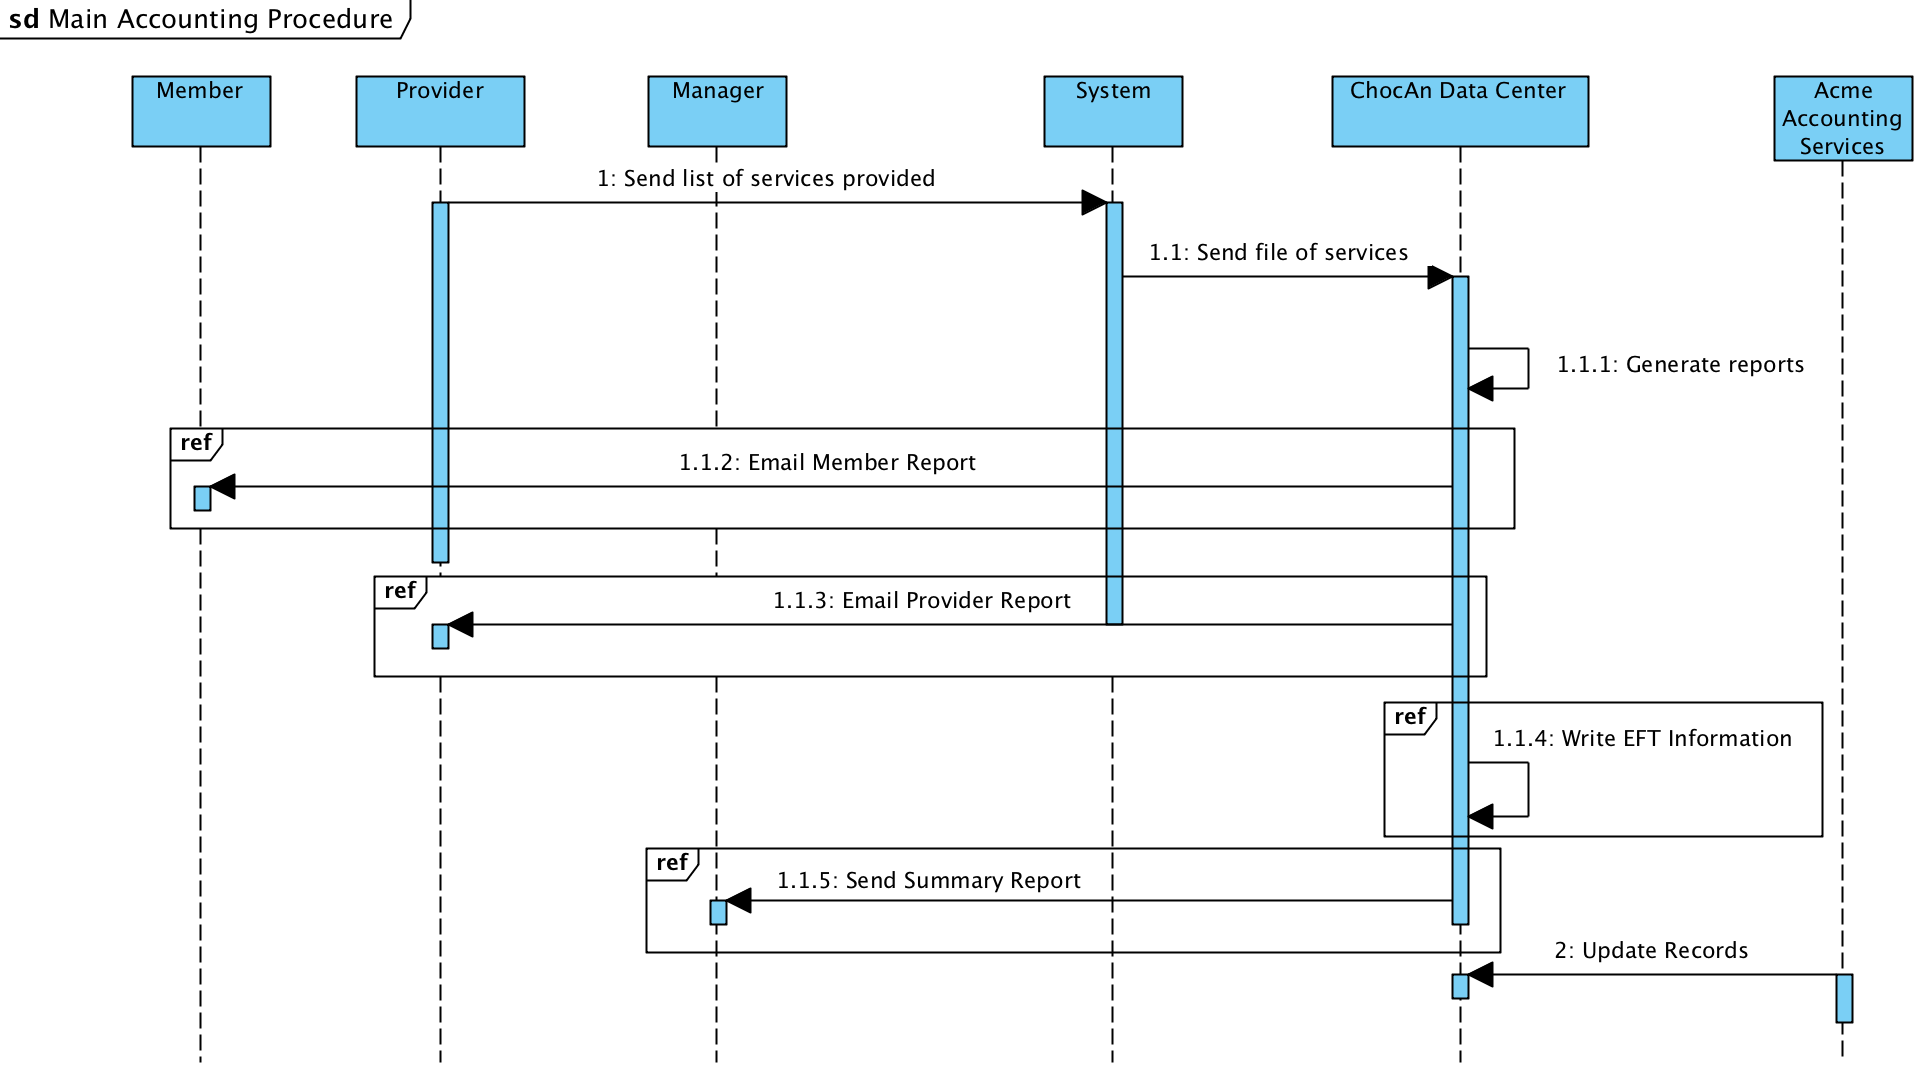 sd Main Accounting Procedure
Member
Provider
Manager
System
ChocAn Data Center
Acme
Accounting
Services
1: Send list of services provided
1.1: Send file of services
1.1.1: Generate reports
ref
1.1.2: Email Member Report
ref
1.1.3: Email Provider Report
ref
1.1.4: Write EFT Information
ref
1.1.5: Send Summary Report
2: Update Records